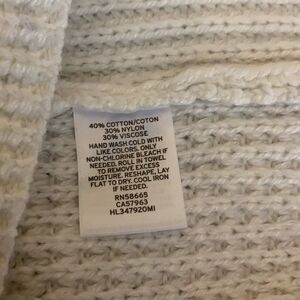 40% COTTON/COTON
30% NYLON
30% VISCOSE
HAND WASH COLD WITH
LIKE COLORS. ONLY
NON-CHLORINE BLEACH IF
NEEDED. ROLL IN TOWEL
TO REMOVE EXCESS
MOISTURE. RESHAPE, LAY
FLAT TO DRY. COOL IRON
IF NEEDED.
RN58665
CA57963
HL347920MI